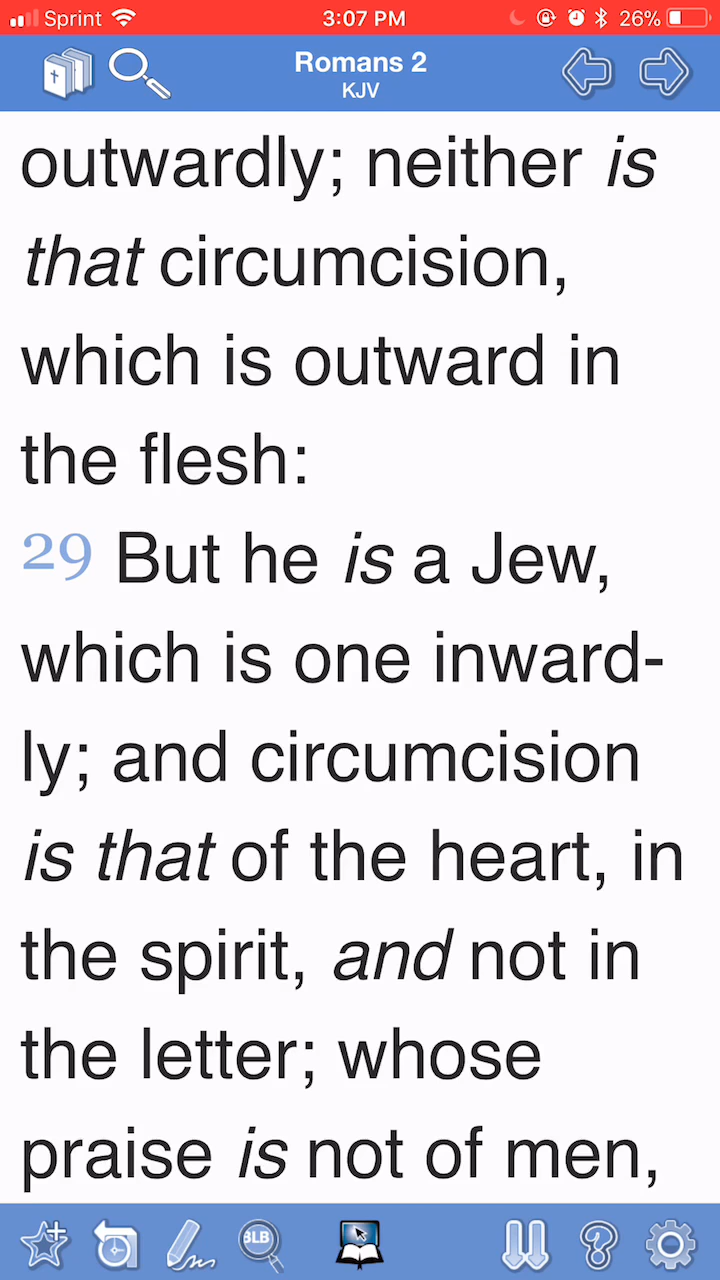 Sprint 3:07 PM 26%
Romans 2
KJV
outwardly; neither is
that circumcision,
which is outward in
the flesh:
29 But he is a Jew,
which is one inward-
ly; and circumcision
is that of the heart, in
the spirit, and not in
the letter; whose
praise is not of men,
BLB